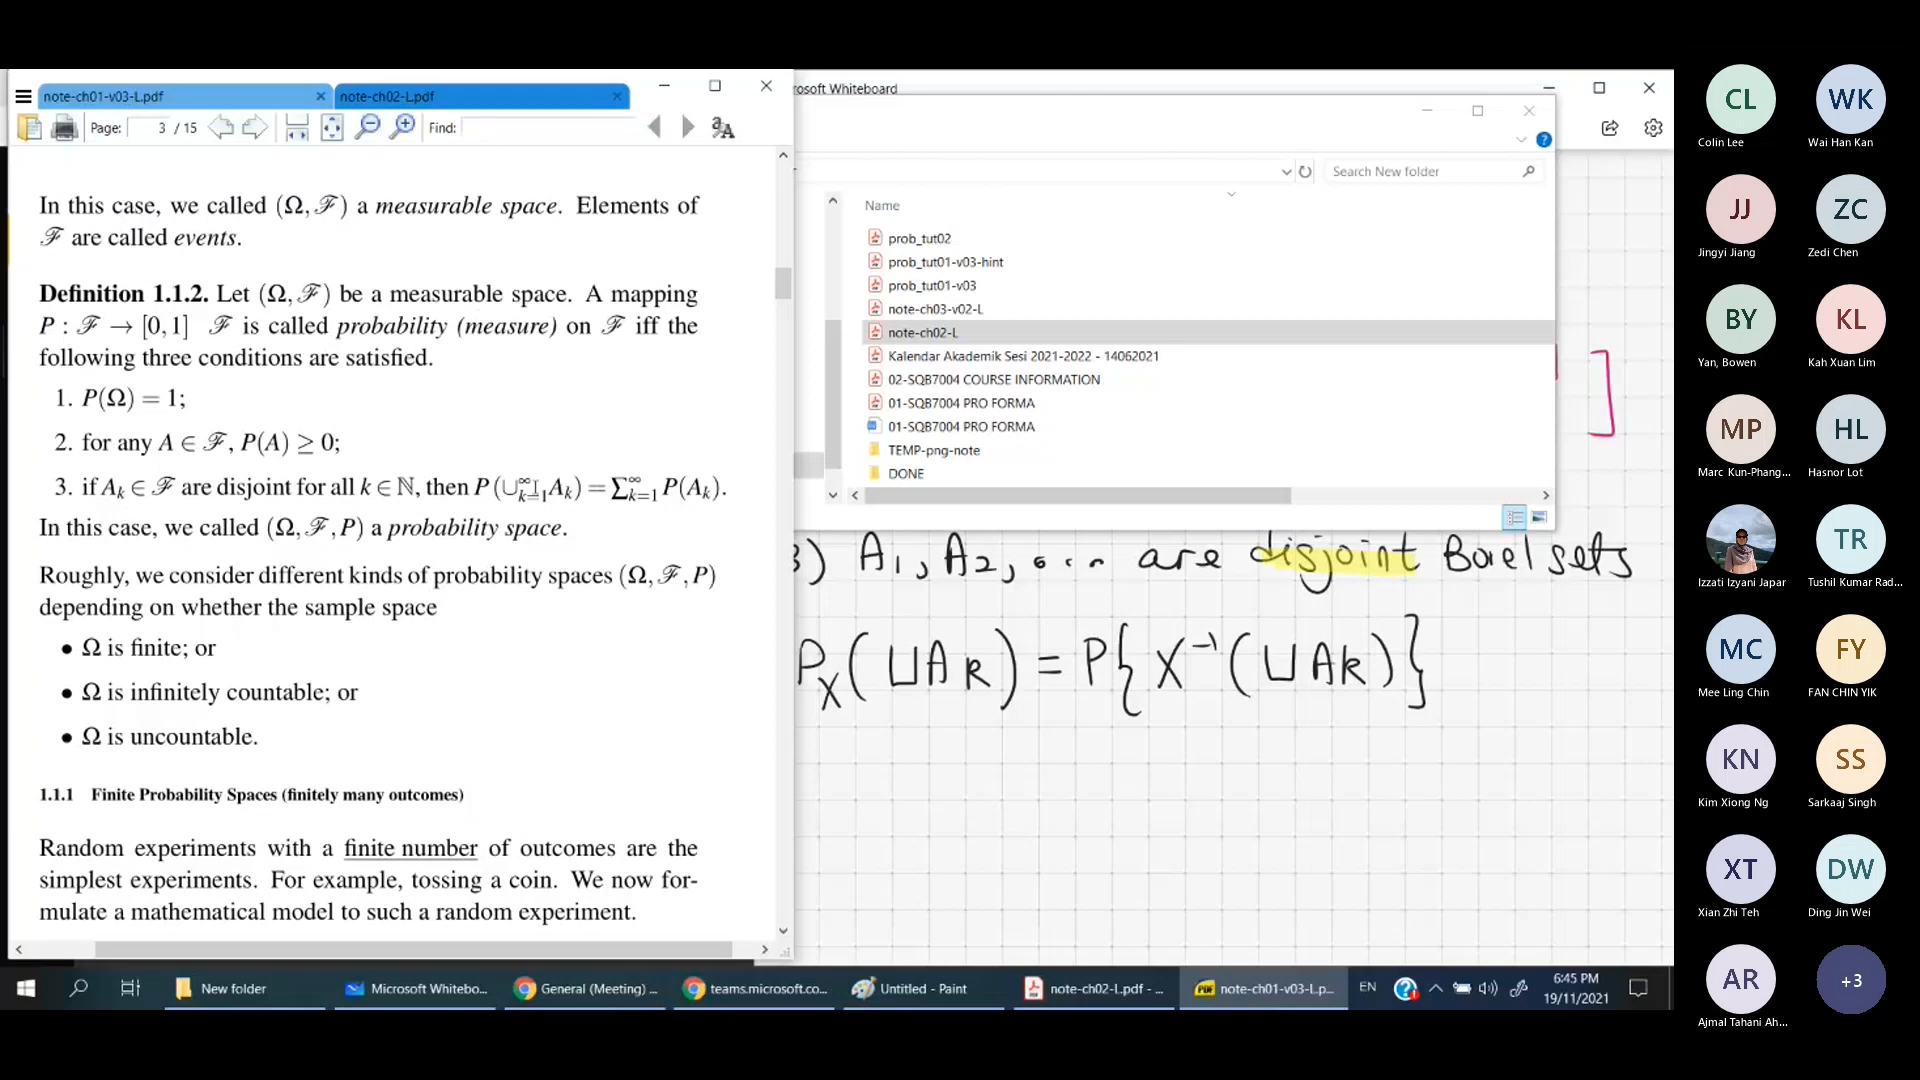 note-ch01-v03-L.pdf
note-ch02-L.pdf
Page: 3 / 15
Find:
In this case, we called (Ω, ℱ) a measurable space. Elements of
ℱ are called events.
Definition 1.1.2. Let (Ω, ℱ) be a measurable space. A mapping
P : ℱ → [0, 1] ℱ is called probability (measure) on ℱ iff the
following three conditions are satisfied.
1. P(Ω) = 1;
2. for any A ∈ ℱ, P(A) ≥ 0;
3. if Aₖ ∈ ℱ are disjoint for all k ∈ ℕ, then P(∪_{k=1}^∞ Aₖ) = ∑_{k=1}^∞ P(Aₖ).
In this case, we called (Ω, ℱ, P) a probability space.
Roughly, we consider different kinds of probability spaces (Ω, ℱ, P)
depending on whether the sample space
• Ω is finite; or
• Ω is infinitely countable; or
• Ω is uncountable.
1.1.1 Finite Probability Spaces (finitely many outcomes)
Random experiments with a finite number of outcomes are the
simplest experiments. For example, tossing a coin. We now for-
mulate a mathematical model to such a random experiment.
rosoft Whiteboard
Search New folder
Name
prob_tut02
prob_tut01-v03-hint
prob_tut01-v03
note-ch03-v02-L
note-ch02-L
Kalendar Akademik Sesi 2021-2022 - 14062021
02-SQB7004 COURSE INFORMATION
01-SQB7004 PRO FORMA
01-SQB7004 PRO FORMA
TEMP-png-note
DONE
3) A1, A2, ... are disjoint Borel sets
P_X(⊔Ak) = P{X⁻¹(⊔Ak)}
New folder
Microsoft Whitebo...
General (Meeting) ...
teams.microsoft.co...
Untitled - Paint
note-ch02-L.pdf - ...
note-ch01-v03-L.p...
EN
6:45 PM
19/11/2021
CL
Colin Lee
WK
Wai Han Kan
JJ
Jingyi Jiang
ZC
Zedi Chen
BY
Yan, Bowen
KL
Kah Xuan Lim
MP
Marc Kun-Phang...
HL
Hasnor Lot
Izzati Izyani Japar
TR
Tushil Kumar Rad...
MC
Mee Ling Chin
FY
FAN CHIN YIK
KN
Kim Xiong Ng
SS
Sarkaaj Singh
XT
Xian Zhi Teh
DW
Ding Jin Wei
AR
Ajmal Tahani Ah...
+3